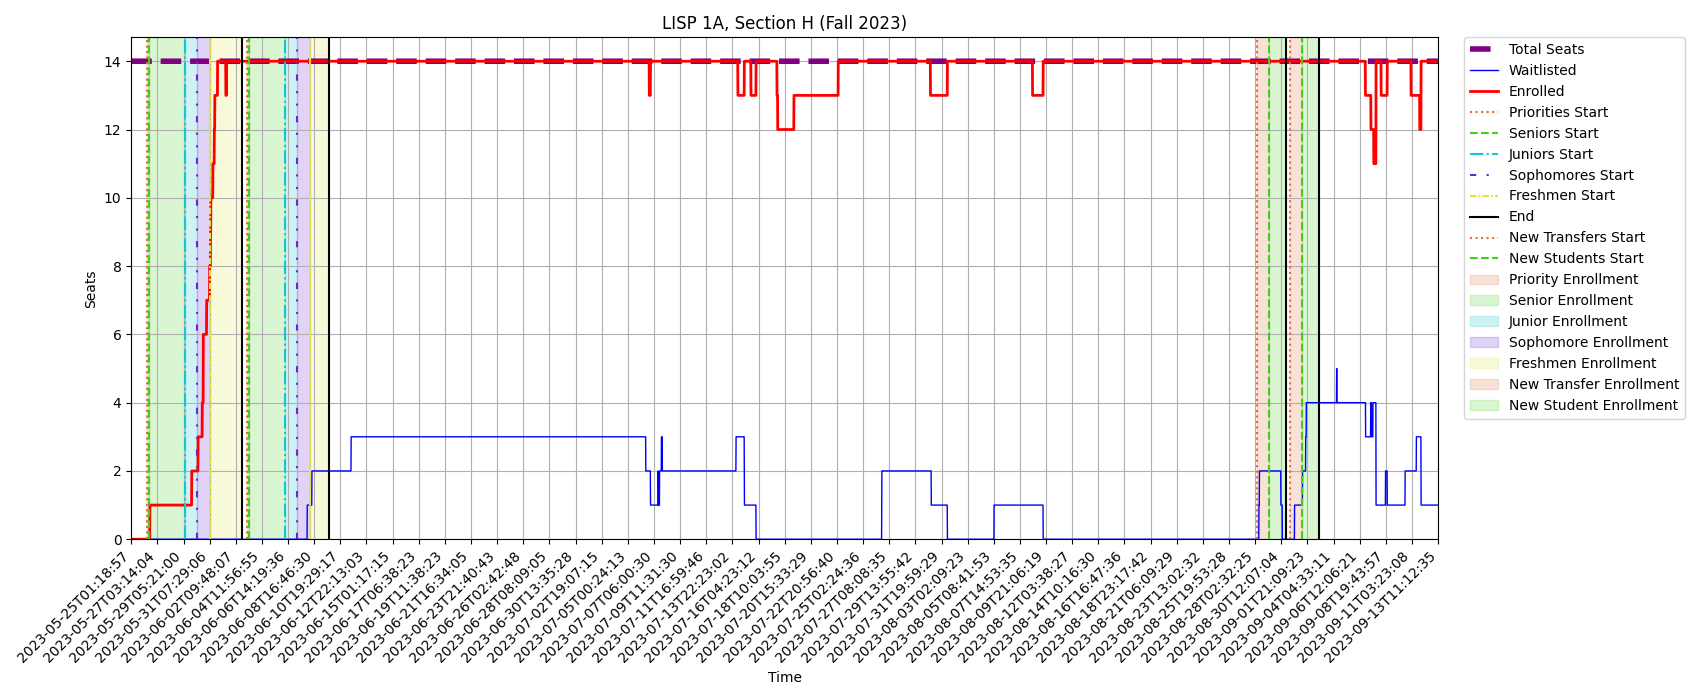 LISP 1A, Section H (Fall 2023)
Seats
14
12
10
8
6
4
2
0
2023-05-25T01:18:57
2023-05-27T03:14:04
2023-05-29T05:21:00
2023-05-31T07:29:06
2023-06-02T09:48:07
2023-06-04T11:56:55
2023-06-06T14:19:36
2023-06-08T16:46:30
2023-06-10T19:29:17
2023-06-12T22:13:03
2023-06-15T01:17:15
2023-06-17T06:38:23
2023-06-19T11:38:23
2023-06-21T16:34:05
2023-06-23T21:40:43
2023-06-26T02:42:48
2023-06-28T08:09:05
2023-06-30T13:35:28
2023-07-02T19:07:15
2023-07-05T00:24:13
2023-07-07T06:00:30
2023-07-09T11:31:30
2023-07-11T16:59:46
2023-07-13T22:23:02
2023-07-16T04:23:12
2023-07-18T10:03:55
2023-07-20T15:33:29
2023-07-22T20:56:40
2023-07-25T02:24:36
2023-07-27T08:08:35
2023-07-29T13:55:42
2023-07-31T19:59:29
2023-08-03T02:09:23
2023-08-05T08:41:53
2023-08-07T14:53:35
2023-08-09T21:06:19
2023-08-12T03:38:27
2023-08-14T10:16:30
2023-08-16T16:47:36
2023-08-18T23:17:42
2023-08-21T06:09:29
2023-08-23T13:02:32
2023-08-25T19:53:28
2023-08-28T02:32:25
2023-08-30T12:07:04
2023-09-01T21:09:23
2023-09-04T04:33:11
2023-09-06T12:06:21
2023-09-08T19:43:57
2023-09-11T03:23:08
2023-09-13T11:12:35
Time
Total Seats
Waitlisted
Enrolled
Priorities Start
Seniors Start
Juniors Start
Sophomores Start
Freshmen Start
End
New Transfers Start
New Students Start
Priority Enrollment
Senior Enrollment
Junior Enrollment
Sophomore Enrollment
Freshmen Enrollment
New Transfer Enrollment
New Student Enrollment